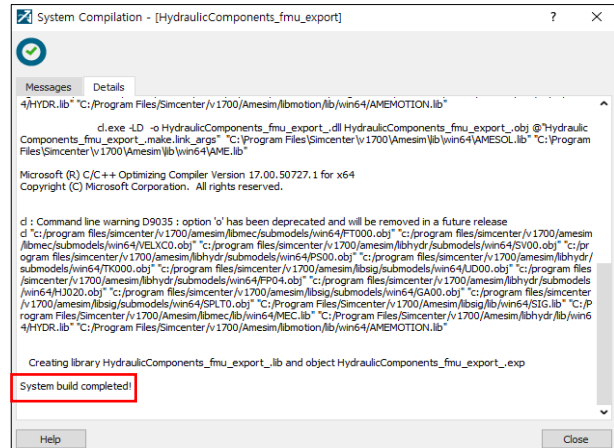 System Compilation - [HydraulicComponents_fmu_export]
? ×
Messages Details
4/HYDR.lib" "C:/Program Files/Simcenter/v1700/Amesim/libmotion/lib/win64/AMEMOTION.lib"
cl.exe -LD -o HydraulicComponents_fmu_export_.dll HydraulicComponents_fmu_export_.obj @"Hydraulic
Components_fmu_export_.make.link_args" "C:\Program Files\Simcenter\v1700\Amesim\lib\win64\AMESOL.lib" "C:\Program
Files\Simcenter\v1700\Amesim\lib\win64\AME.lib"
Microsoft (R) C/C++ Optimizing Compiler Version 17.00.50727.1 for x64
Copyright (C) Microsoft Corporation. All rights reserved.
cl : Command line warning D9035 : option 'o' has been deprecated and will be removed in a future release
cl "c:/program files/simcenter/v1700/amesim/libmec/submodels/win64/FT000.obj" "c:/program files/simcenter/v1700/amesim
/libmec/submodels/win64/VELXC0.obj" "c:/program files/simcenter/v1700/amesim/libhydr/submodels/win64/SV00.obj" "c:/pr
ogram files/simcenter/v1700/amesim/libhydr/submodels/win64/PS00.obj" "c:/program files/simcenter/v1700/amesim/libhydr/
submodels/win64/TK000.obj" "c:/program files/simcenter/v1700/amesim/libsig/submodels/win64/UD00.obj" "c:/program files
/simcenter/v1700/amesim/libhydr/submodels/win64/FP04.obj" "c:/program files/simcenter/v1700/amesim/libhydr/submodels
/win64/HJ020.obj" "c:/program files/simcenter/v1700/amesim/libsig/submodels/win64/GA00.obj" "c:/program files/simcenter
/v1700/amesim/libsig/submodels/win64/SPLT0.obj" "C:/Program Files/Simcenter/v1700/Amesim/libsig/lib/win64/SIG.lib" "C:/P
rogram Files/Simcenter/v1700/Amesim/libmec/lib/win64/MEC.lib" "C:/Program Files/Simcenter/v1700/Amesim/libhydr/lib/win6
4/HYDR.lib" "C:/Program Files/Simcenter/v1700/Amesim/libmotion/lib/win64/AMEMOTION.lib"
Creating library HydraulicComponents_fmu_export_.lib and object HydraulicComponents_fmu_export_.exp
System build completed!
Help Close